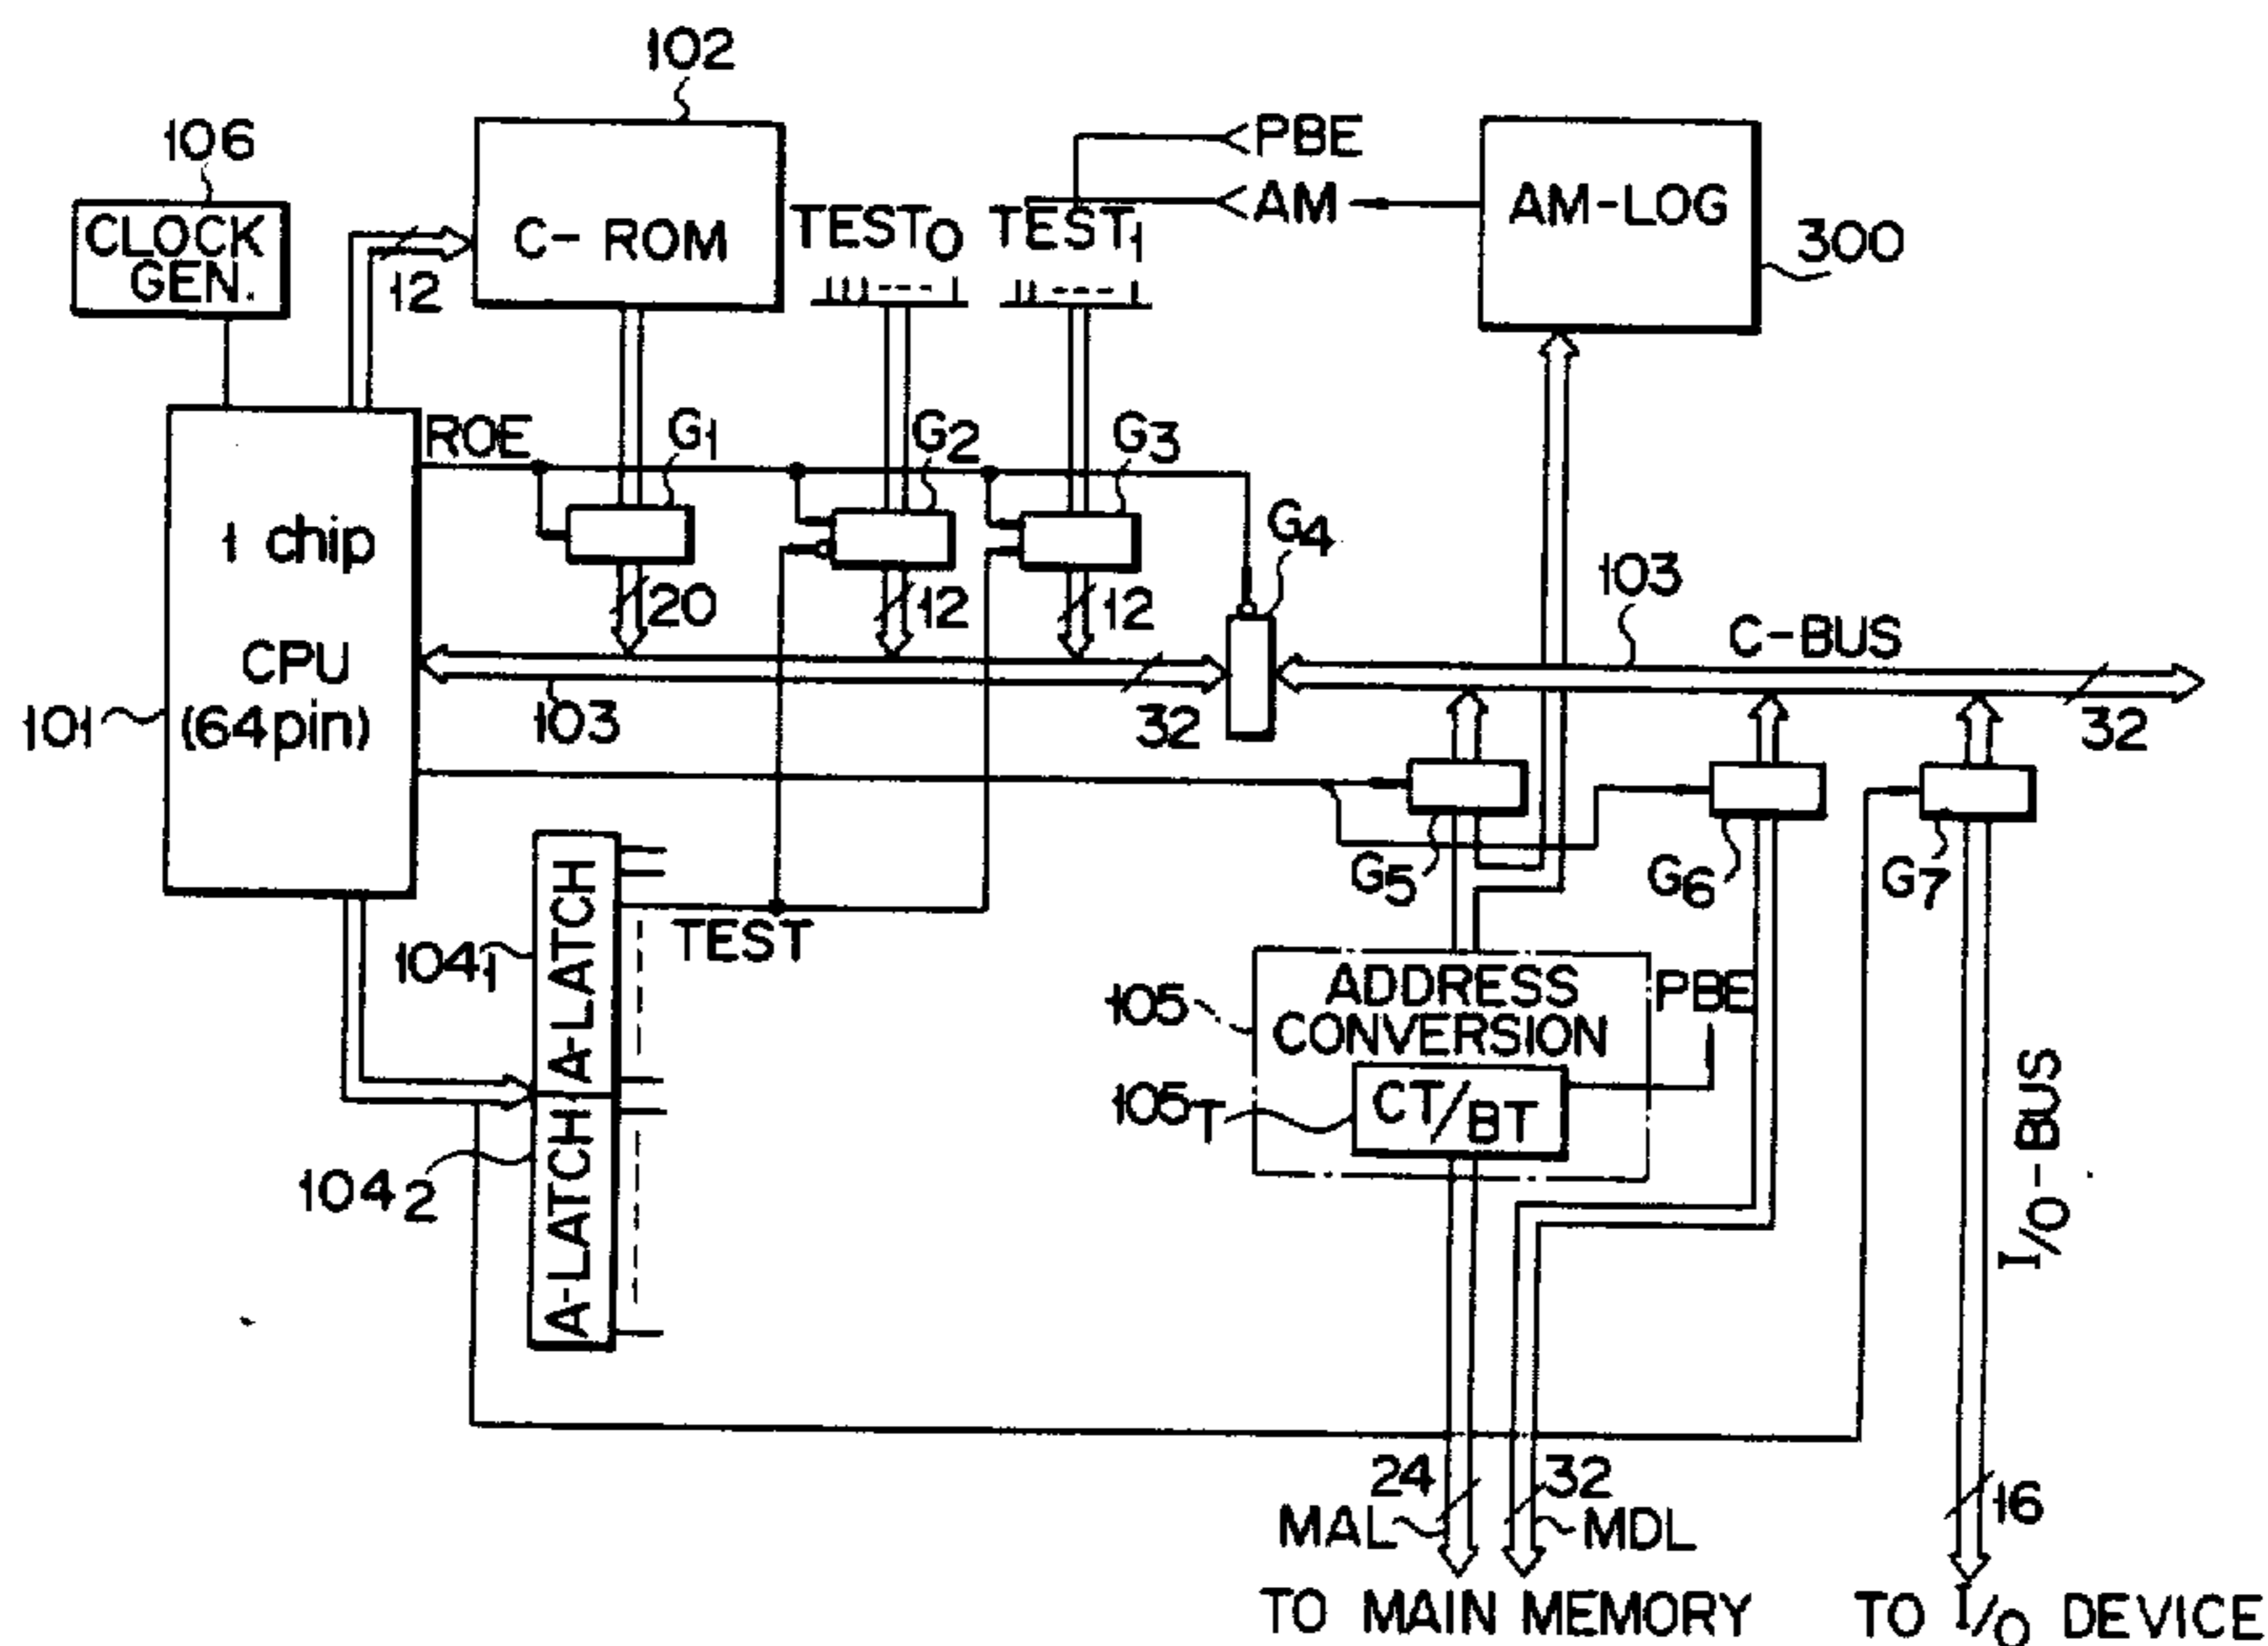 102
106
CLOCK
GEN.
12
C- ROM
TEST0
TEST1
PBE
AM
AM-LOG
300
ROE
G1
G2
G3
G4
1 chip
CPU
(64pin)
101
20
12
12
103
32
103
C-BUS
32
G5
G6
G7
A-LATCH
1041
TEST
A-LATCH
1042
105
ADDRESS
CONVERSION
PBE
105T
CT/BT
I/O-BUS
24
32
16
MAL
MDL
TO MAIN MEMORY
TO I/O DEVICE